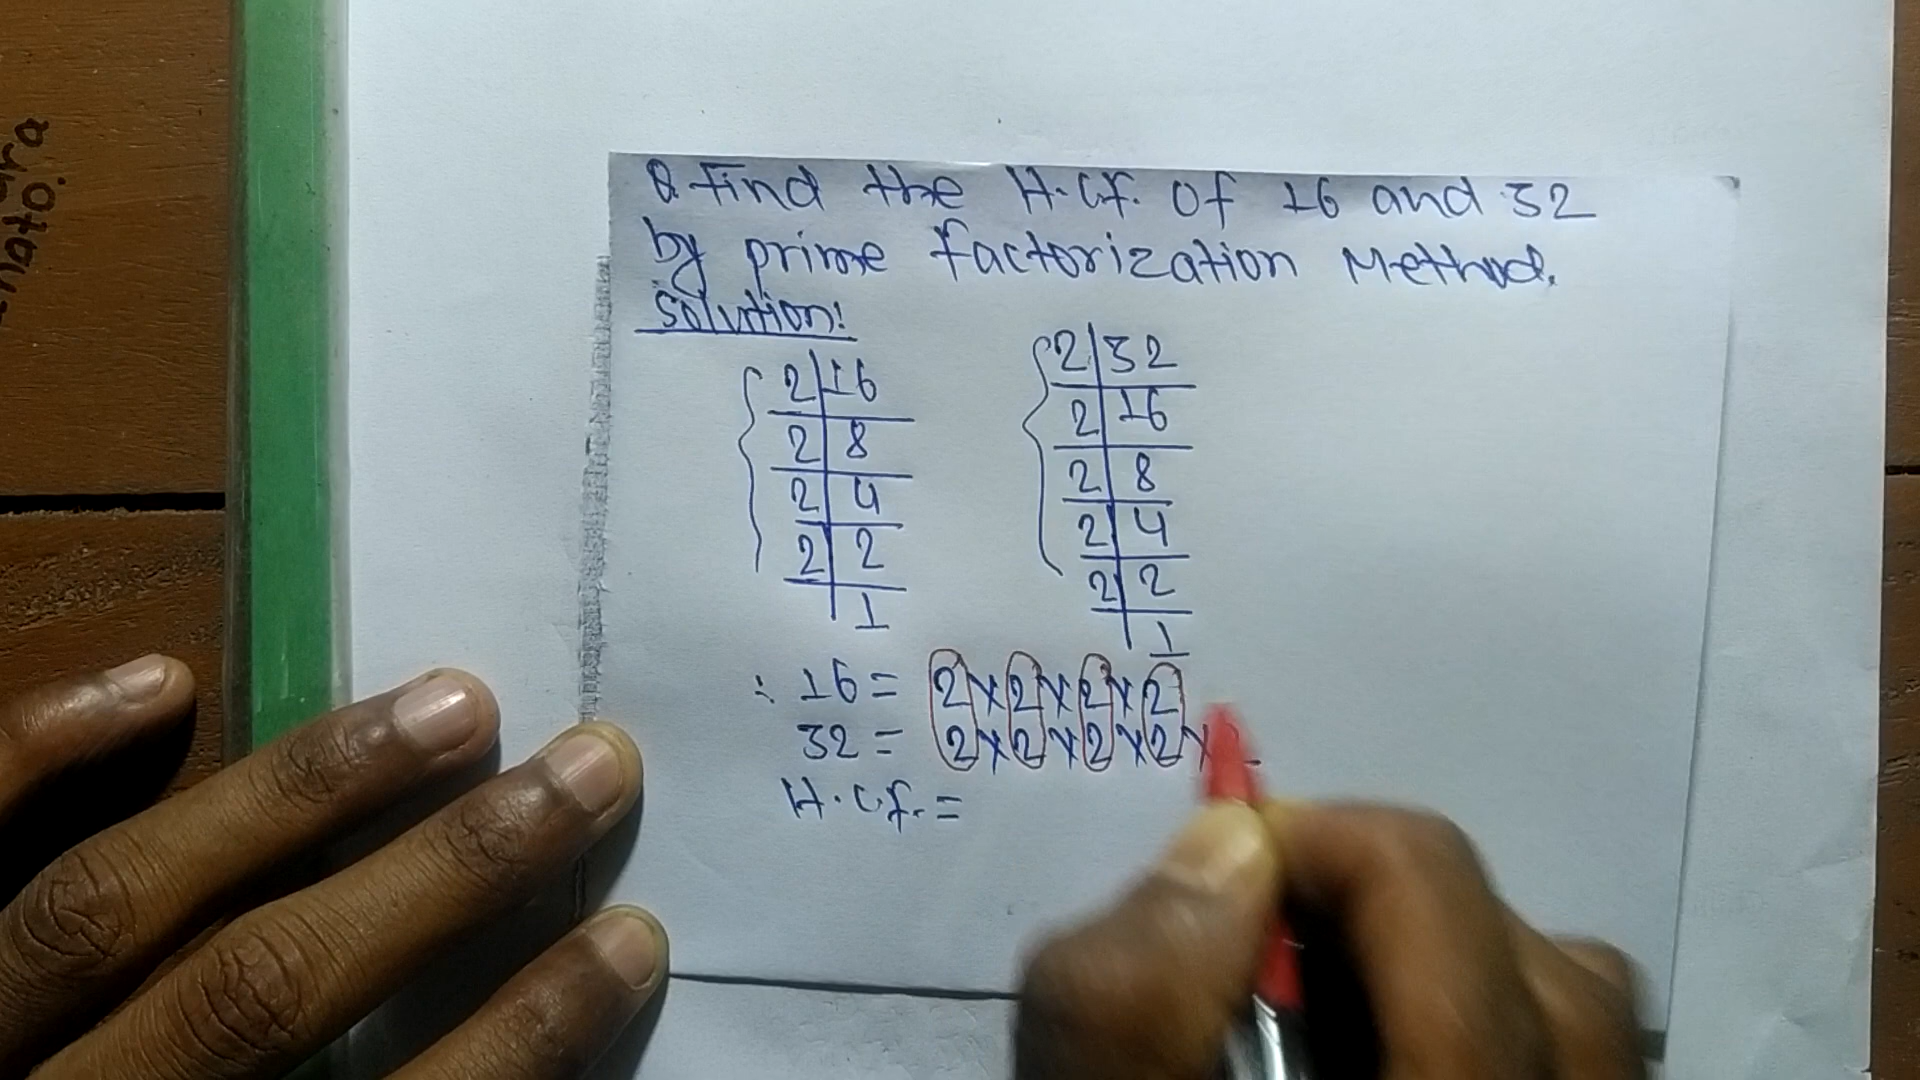 Q. Find the H.C.F. of 16 and 32
by prime factorization Method.
Solution:
2 16
2 8
2 4
2 2
1
2 32
2 16
2 8
2 4
2 2
1
∴ 16 = 2×2×2×2
32 = 2×2×2×2×
H.C.F. =